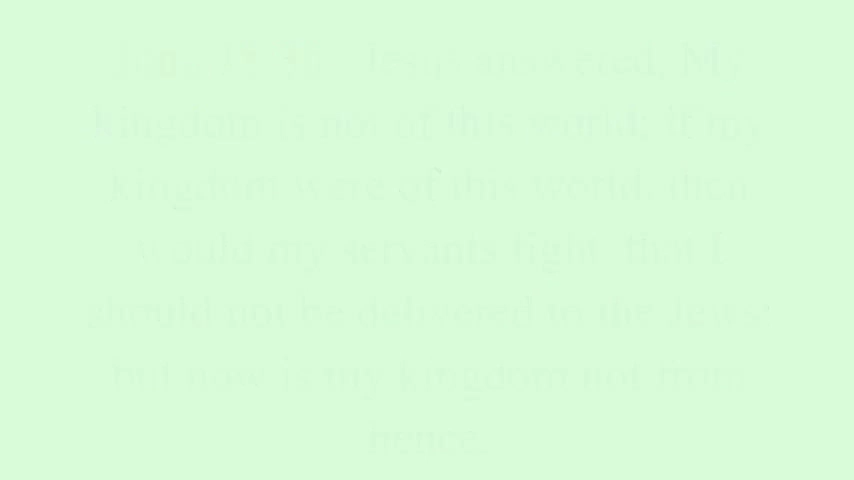 John 18:36 Jesus answered, My
kingdom is not of this world: if my
kingdom were of this world, then
would my servants fight, that I
should not be delivered to the Jews:
but now is my kingdom not from
hence.